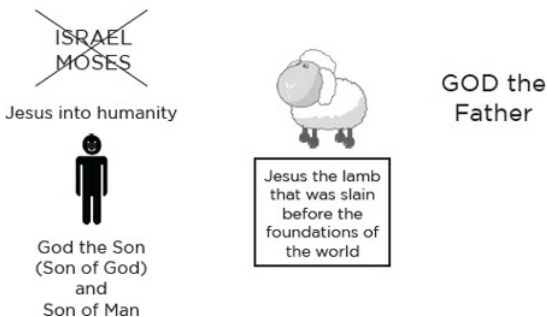 ISRAEL
MOSES
Jesus into humanity
God the Son
(Son of God)
and
Son of Man
Jesus the lamb
that was slain
before the
foundations of
the world
GOD the
Father